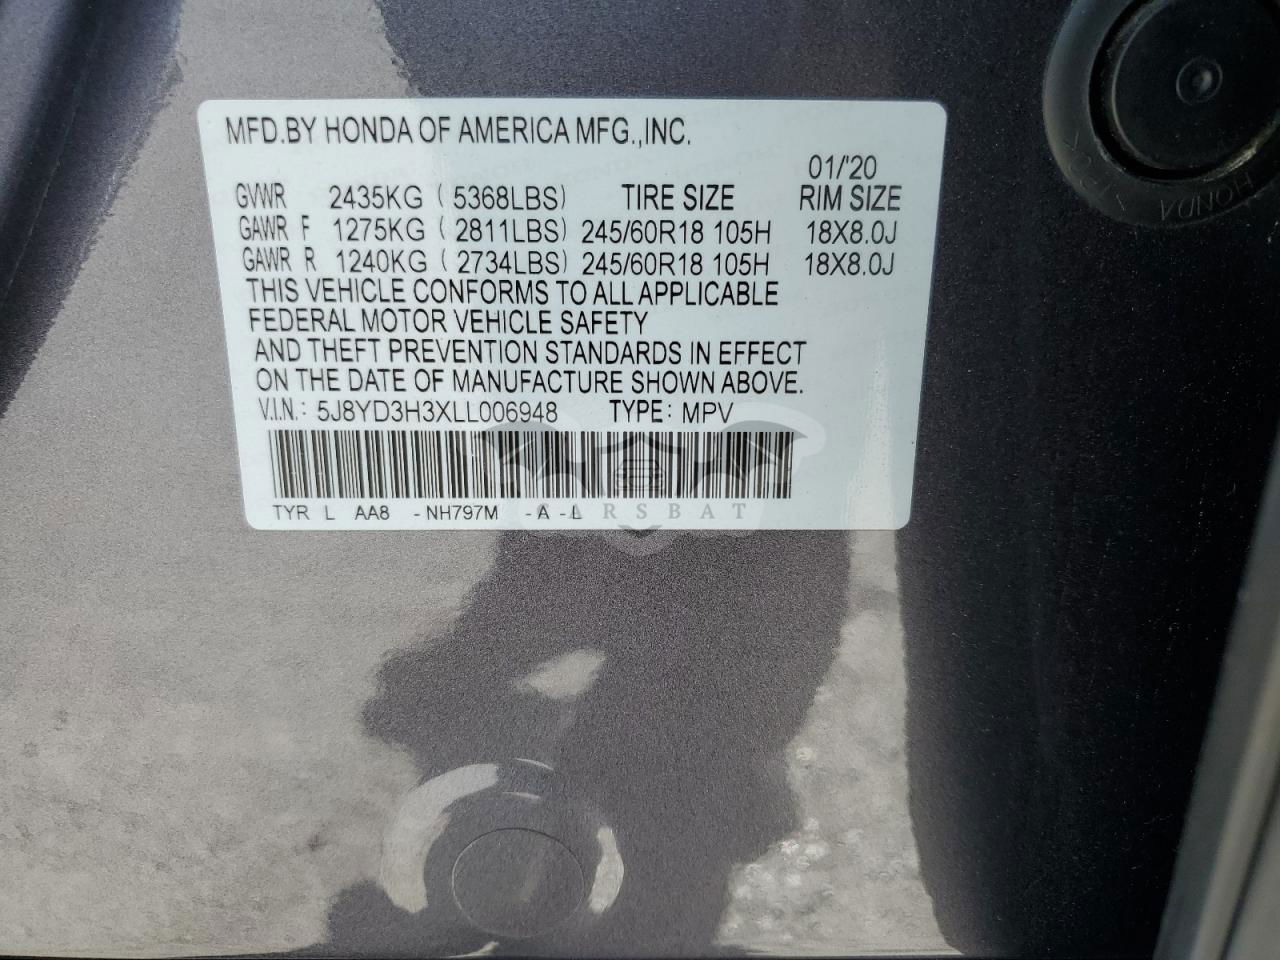 MFD.BY HONDA OF AMERICA MFG.,INC.
01/'20
GVWR 2435KG ( 5368LBS) TIRE SIZE RIM SIZE
GAWR F 1275KG ( 2811LBS) 245/60R18 105H 18X8.0J
GAWR R 1240KG ( 2734LBS) 245/60R18 105H 18X8.0J
THIS VEHICLE CONFORMS TO ALL APPLICABLE
FEDERAL MOTOR VEHICLE SAFETY
AND THEFT PREVENTION STANDARDS IN EFFECT
ON THE DATE OF MANUFACTURE SHOWN ABOVE.
V.I.N.: 5J8YD3H3XLL006948 TYPE: MPV
TYR L AA8 -NH797M -A -L
CARSBAT
HONDA LOCK